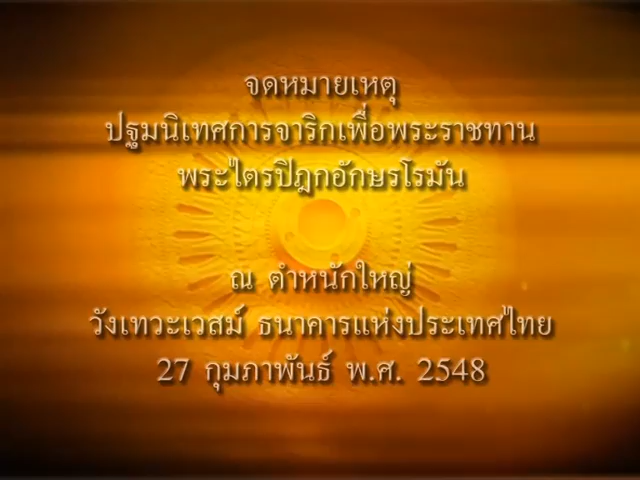 จดหมายเหตุ
ปฐมนิเทศการจาริกเพื่อพระราชทาน
พระไตรปิฎกอักษรโรมัน
ณ ตำหนักใหญ่
วังเทวะเวสม์ ธนาคารแห่งประเทศไทย
27 กุมภาพันธ์ พ.ศ. 2548